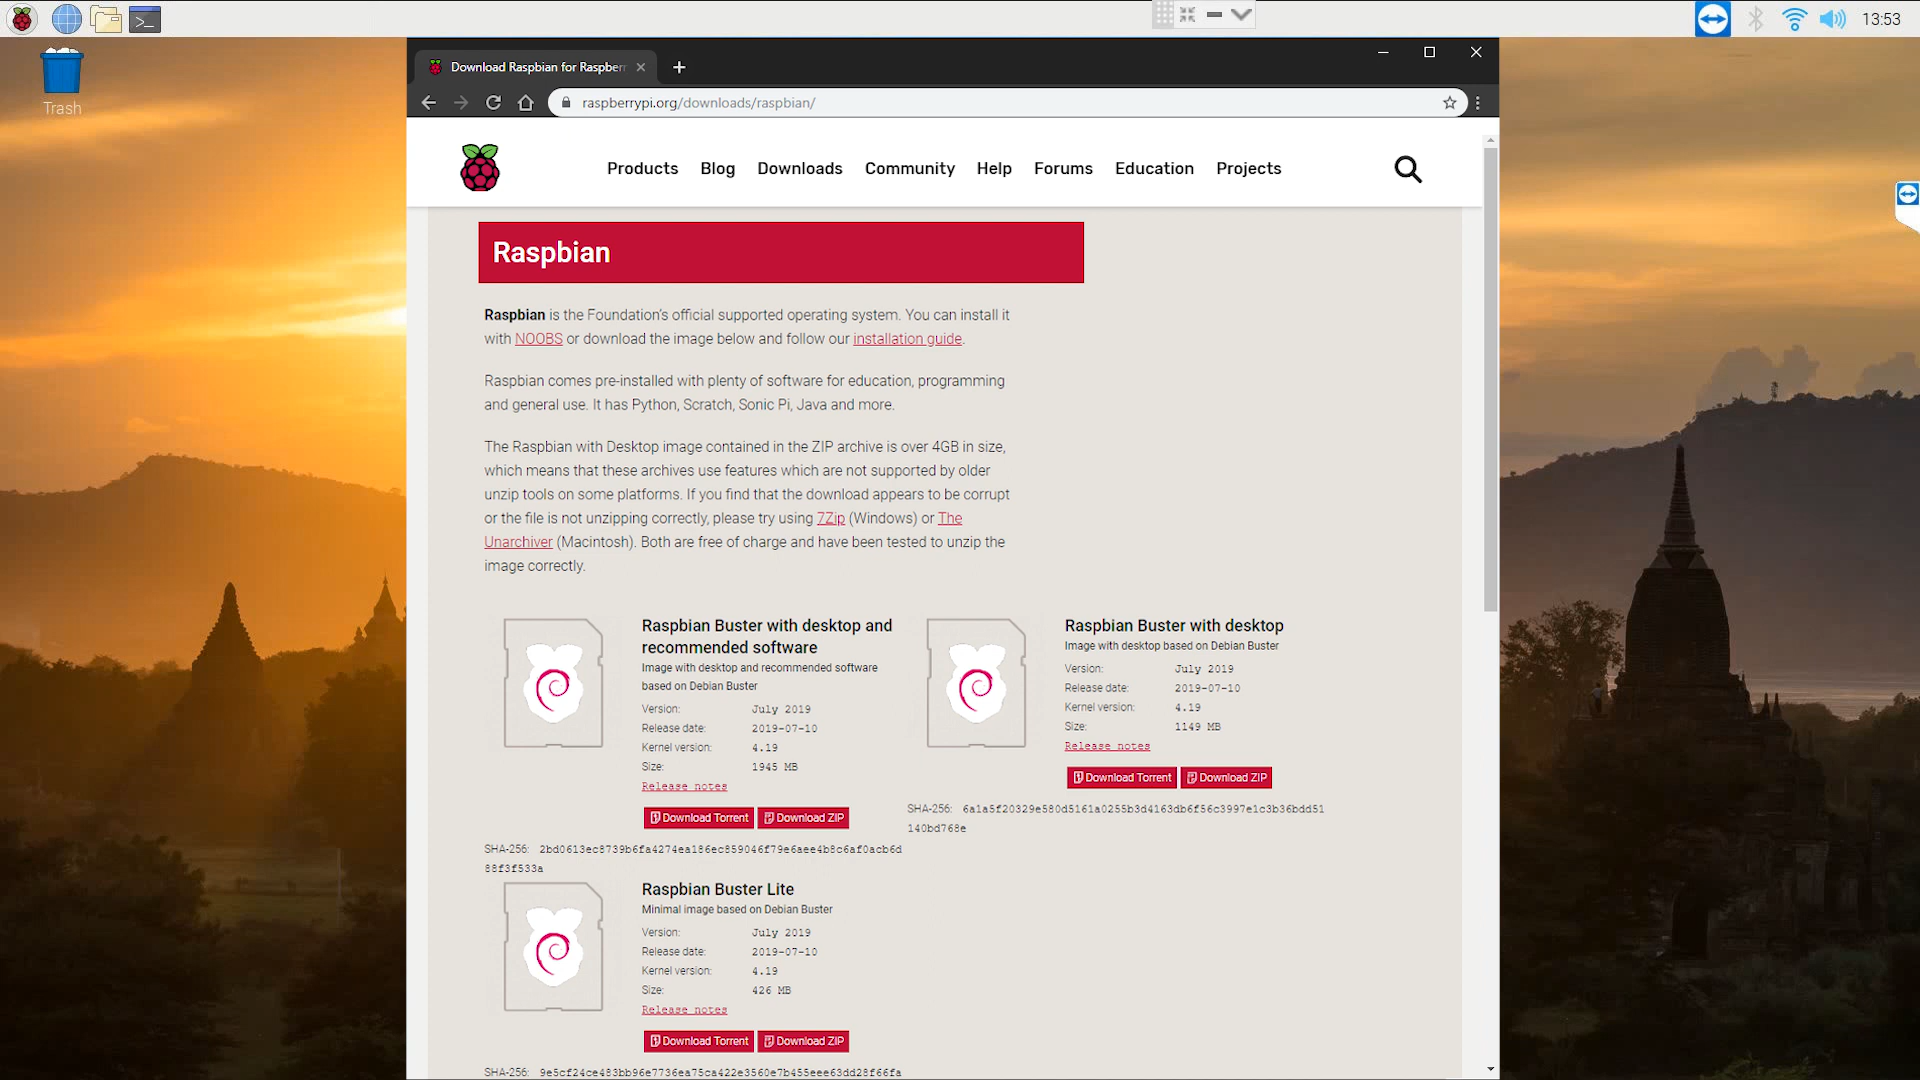 13:53
Trash
Download Raspbian for Raspberr
raspberrypi.org/downloads/raspbian/
Products Blog Downloads Community Help Forums Education Projects
Raspbian
Raspbian is the Foundation's official supported operating system. You can install it
with NOOBS or download the image below and follow our installation guide.
Raspbian comes pre-installed with plenty of software for education, programming
and general use. It has Python, Scratch, Sonic Pi, Java and more.
The Raspbian with Desktop image contained in the ZIP archive is over 4GB in size,
which means that these archives use features which are not supported by older
unzip tools on some platforms. If you find that the download appears to be corrupt
or the file is not unzipping correctly, please try using 7Zip (Windows) or The
Unarchiver (Macintosh). Both are free of charge and have been tested to unzip the
image correctly.
Raspbian Buster with desktop and
recommended software
Image with desktop and recommended software
based on Debian Buster
Version: July 2019
Release date: 2019-07-10
Kernel version: 4.19
Size: 1945 MB
Release notes
Download Torrent Download ZIP
SHA-256: 2bd0613ec8739b6fa4274ea186ec859046f79e6aee4b8c6af0acb6d
88f3f533a
Raspbian Buster with desktop
Image with desktop based on Debian Buster
Version: July 2019
Release date: 2019-07-10
Kernel version: 4.19
Size: 1149 MB
Release notes
Download Torrent Download ZIP
SHA-256: 6a1a5f20329e580d5161a0255b3d4163db6f56c3997e1c3b36bdd51
140bd768e
Raspbian Buster Lite
Minimal image based on Debian Buster
Version: July 2019
Release date: 2019-07-10
Kernel version: 4.19
Size: 426 MB
Release notes
Download Torrent Download ZIP
SHA-256: 9e5cf24ce483bb96e7736ea75ca422e3560e7b455eee63dd28f66fa